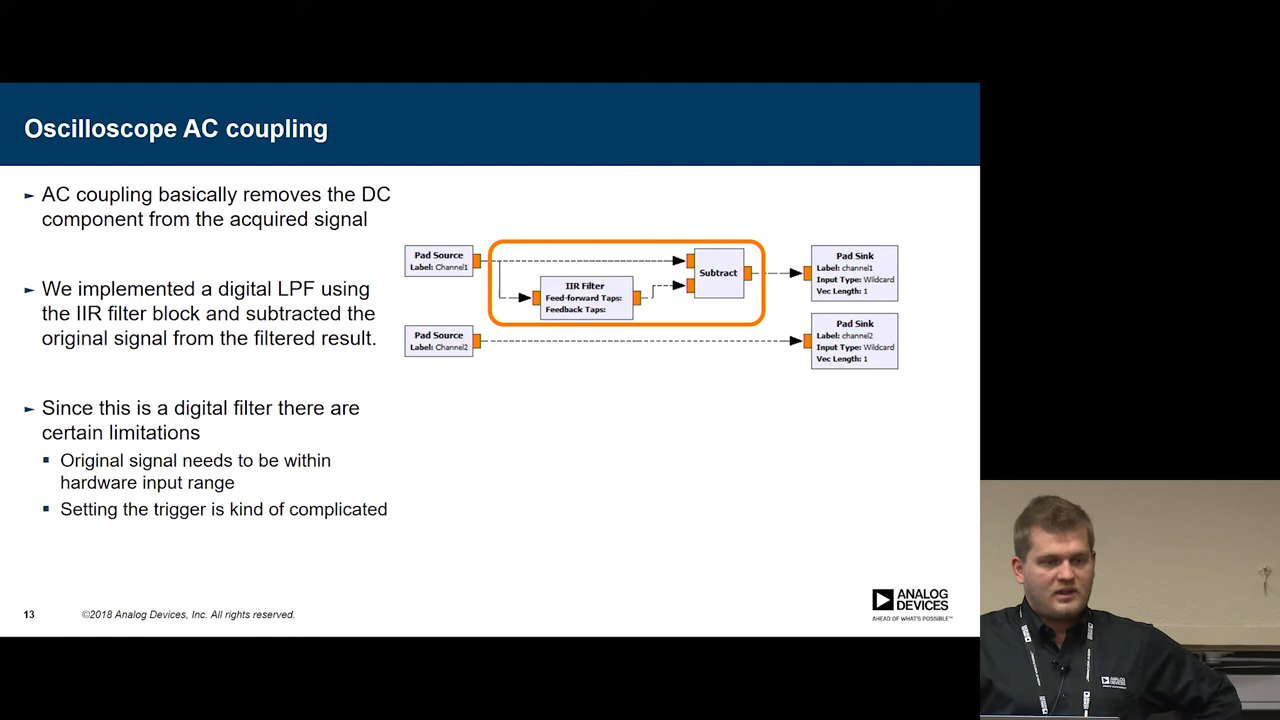 Oscilloscope AC coupling
► AC coupling basically removes the DC
component from the acquired signal
► We implemented a digital LPF using
the IIR filter block and subtracted the
original signal from the filtered result.
► Since this is a digital filter there are
certain limitations
▪ Original signal needs to be within
hardware input range
▪ Setting the trigger is kind of complicated
Pad Source
Label: Channel1
IIR Filter
Feed-forward Taps:
Feedback Taps:
Subtract
Pad Sink
Label: channel1
Input Type: Wildcard
Vec Length: 1
Pad Source
Label: Channel2
Pad Sink
Label: channel2
Input Type: Wildcard
Vec Length: 1
13
©2018 Analog Devices, Inc. All rights reserved.
ANALOG
DEVICES
AHEAD OF WHAT'S POSSIBLE™
ANALOG
DEVICES